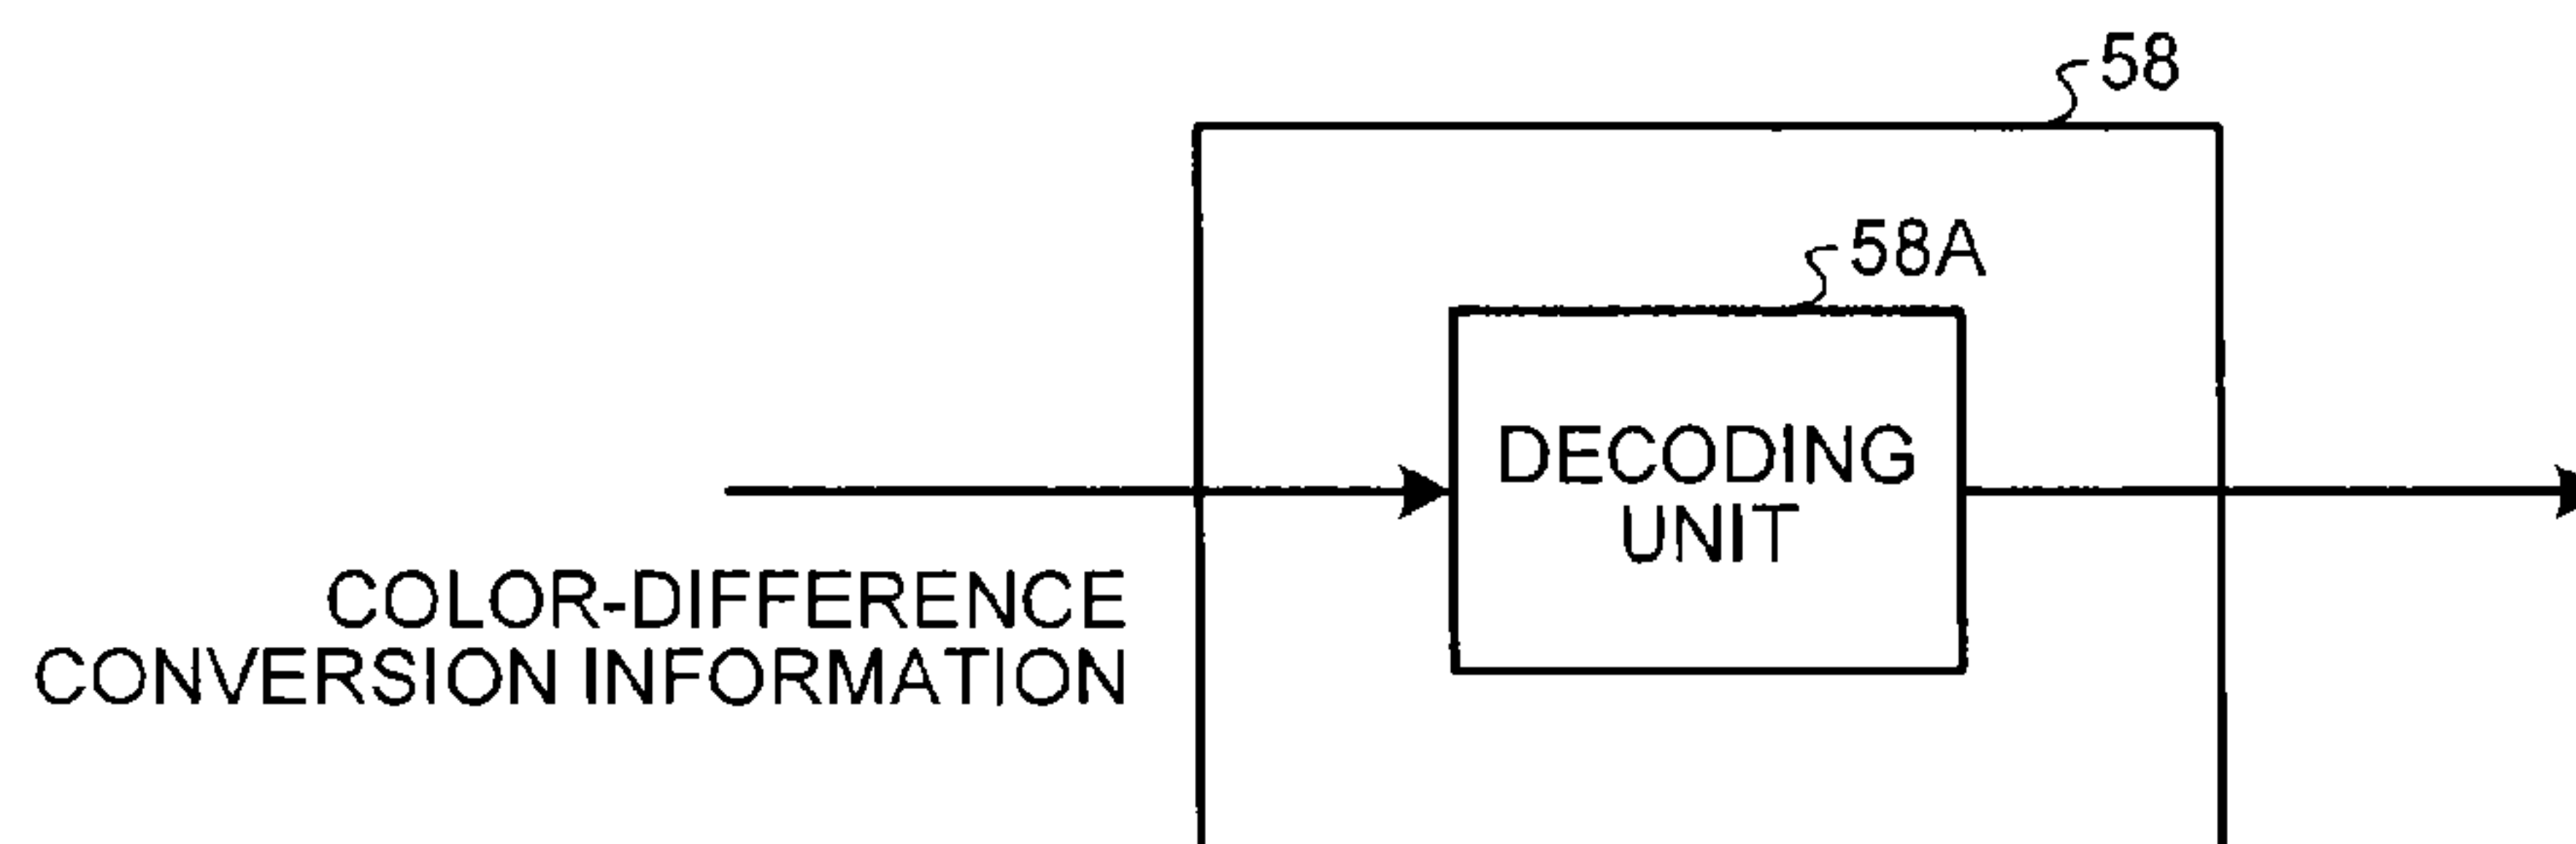 58
58A
DECODING
UNIT
COLOR-DIFFERENCE
CONVERSION INFORMATION